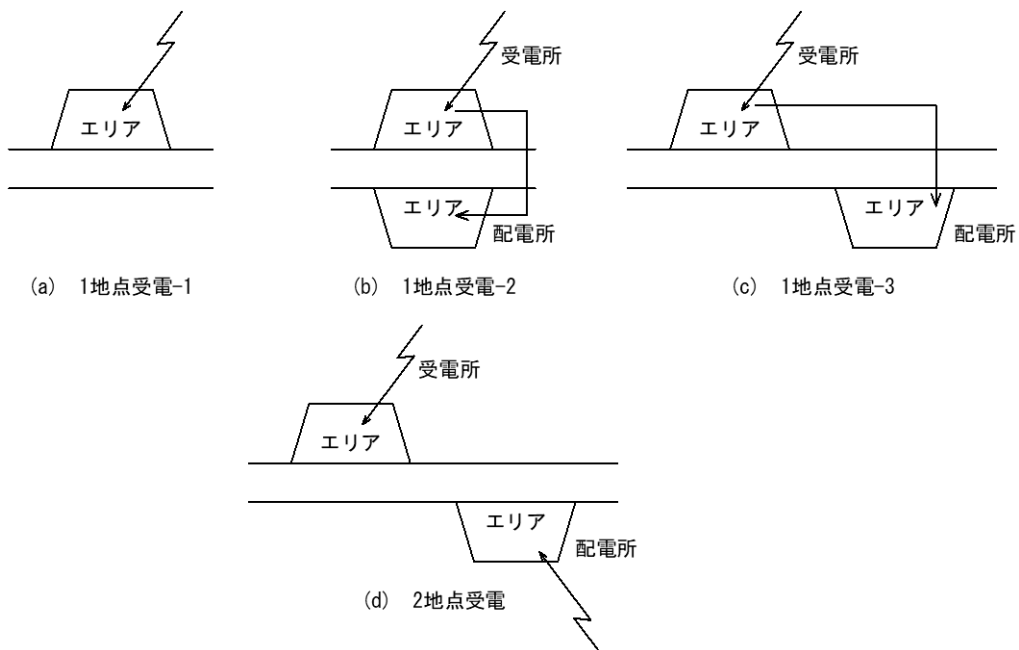 エリア
(a) 1地点受電-1
受電所
エリア
エリア
配電所
(b) 1地点受電-2
受電所
エリア
エリア
配電所
(c) 1地点受電-3
受電所
エリア
エリア
配電所
(d) 2地点受電